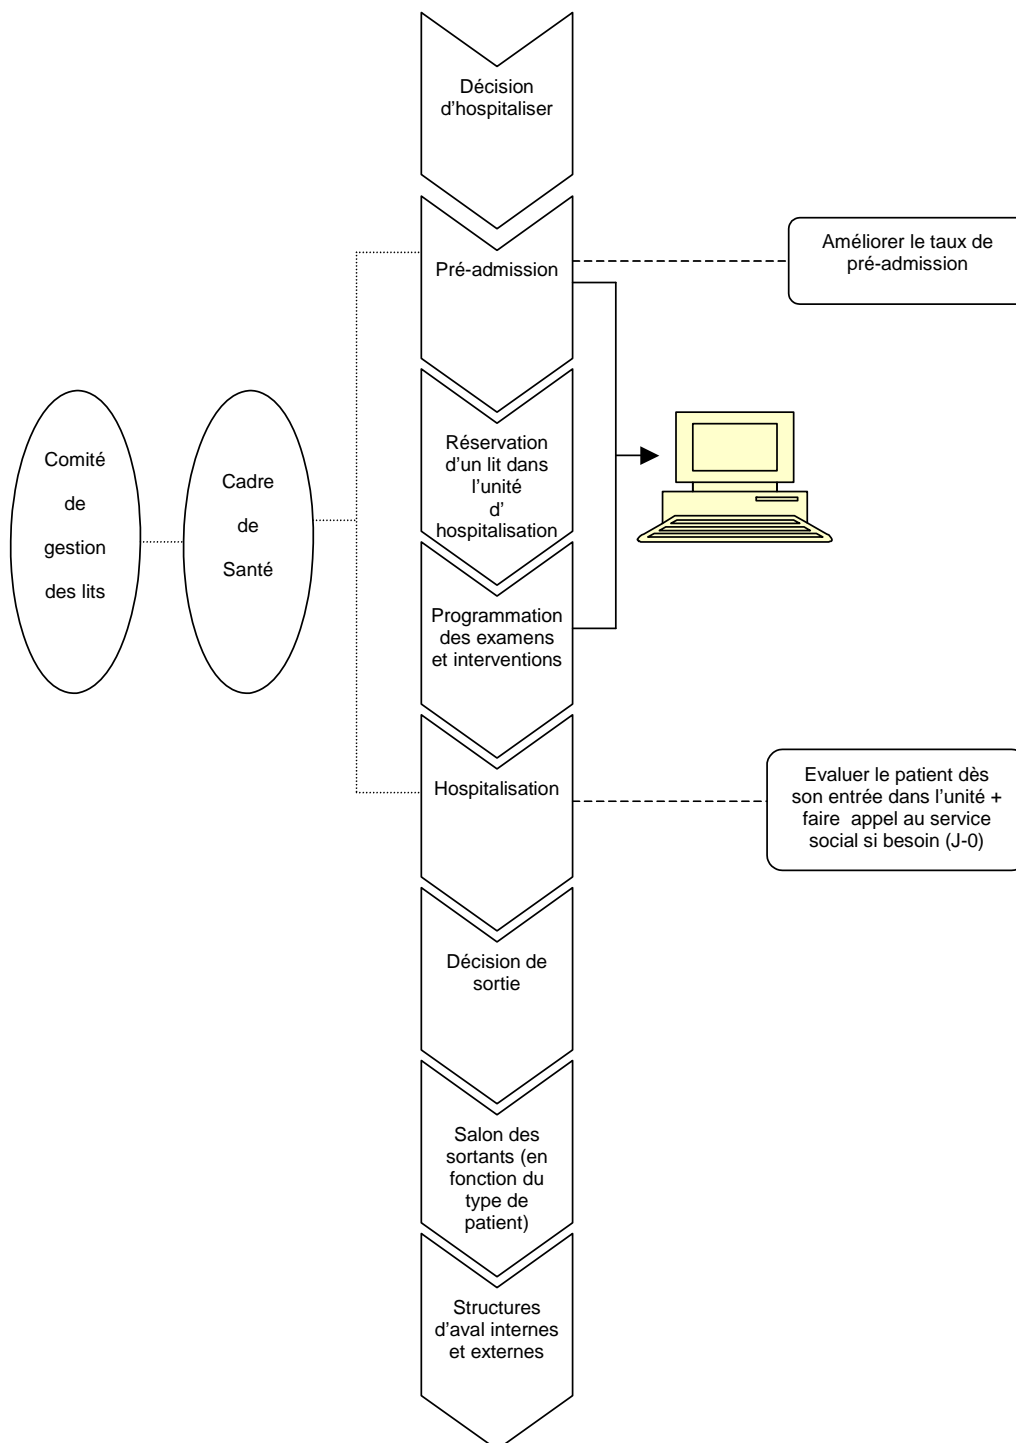 Décision
d'hospitaliser
Pré-admission
Améliorer le taux de
pré-admission
Comité
de
gestion
des lits
Cadre
de
Santé
Réservation
d'un lit dans
l'unité
d'
hospitalisation
Programmation
des examens
et interventions
Hospitalisation
Evaluer le patient dès
son entrée dans l'unité +
faire appel au service
social si besoin (J-0)
Décision de
sortie
Salon des
sortants (en
fonction du
type de
patient)
Structures
d'aval internes
et externes